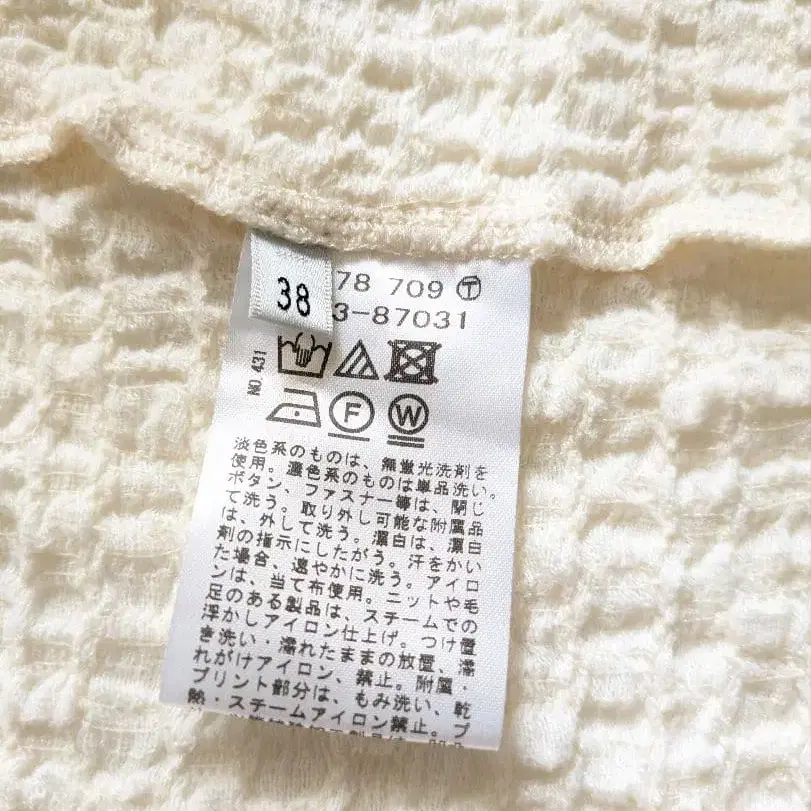 38
78 709 Ⓣ
3-87031
NO. 431
F W
淡色系のものは、無蛍光洗剤を
使用。濃色系のものは単品洗い。
ボタン、ファスナー等は、閉じ
て洗う。取り外し可能な附属品
は、外して洗う。漂白は、漂白
剤の指示にしたがう。汗をかい
た場合、速やかに洗う。アイロ
ンは、当て布使用。ニットや毛
足のある製品は、スチームでの
浮かしアイロン仕上げ。つけ置
き洗い・濡れたままの放置、濡
れがけアイロン、禁止。附属・
プリント部分は、もみ洗い、乾
熱・スチームアイロン禁止。プ